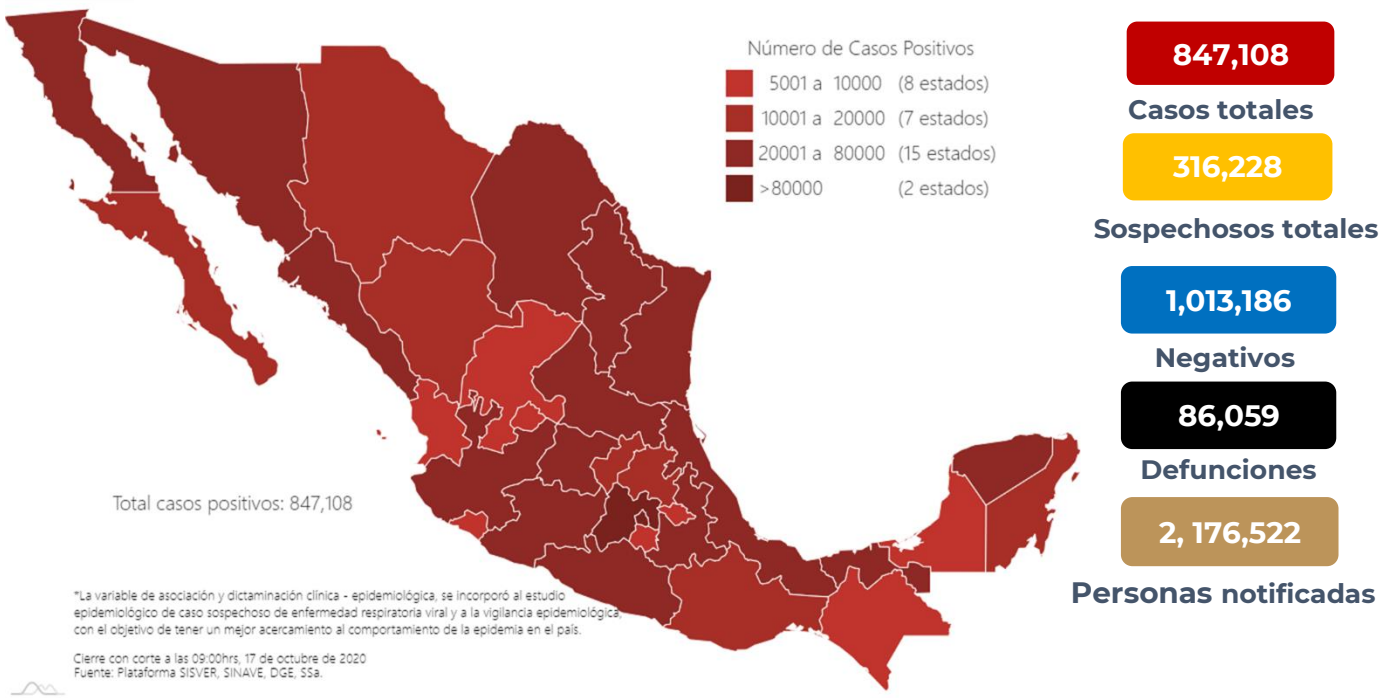 Número de Casos Positivos
5001 a 10000 (8 estados)
10001 a 20000 (7 estados)
20001 a 80000 (15 estados)
>80000 (2 estados)
847,108
Casos totales
316,228
Sospechosos totales
1,013,186
Negativos
86,059
Defunciones
2, 176,522
Personas notificadas
Total casos positivos: 847,108
*La variable de asociación y dictaminación clínica - epidemiológica, se incorporó al estudio
epidemiológico de caso sospechoso de enfermedad respiratoria viral y a la vigilancia epidemiológica,
con el objetivo de tener un mejor acercamiento al comportamiento de la epidemia en el país.
Cierre con corte a las 09:00hrs, 17 de octubre de 2020
Fuente: Plataforma SISVER, SINAVE, DGE, SSa.